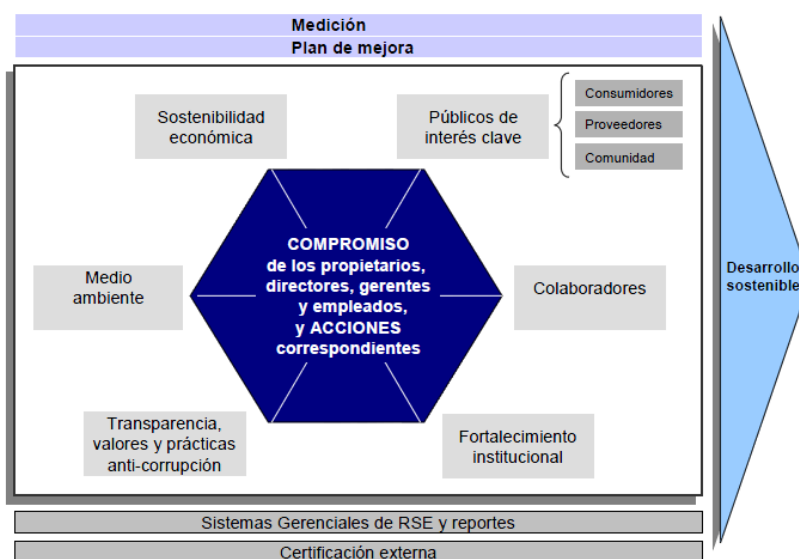 Medición
Plan de mejora
Sostenibilidad
económica
Públicos de
interés clave
Consumidores
Proveedores
Comunidad
COMPROMISO
de los propietarios,
directores, gerentes
y empleados,
y ACCIONES
correspondientes
Medio
ambiente
Colaboradores
Desarrollo
sostenible
Transparencia,
valores y prácticas
anti-corrupción
Fortalecimiento
institucional
Sistemas Gerenciales de RSE y reportes
Certificación externa